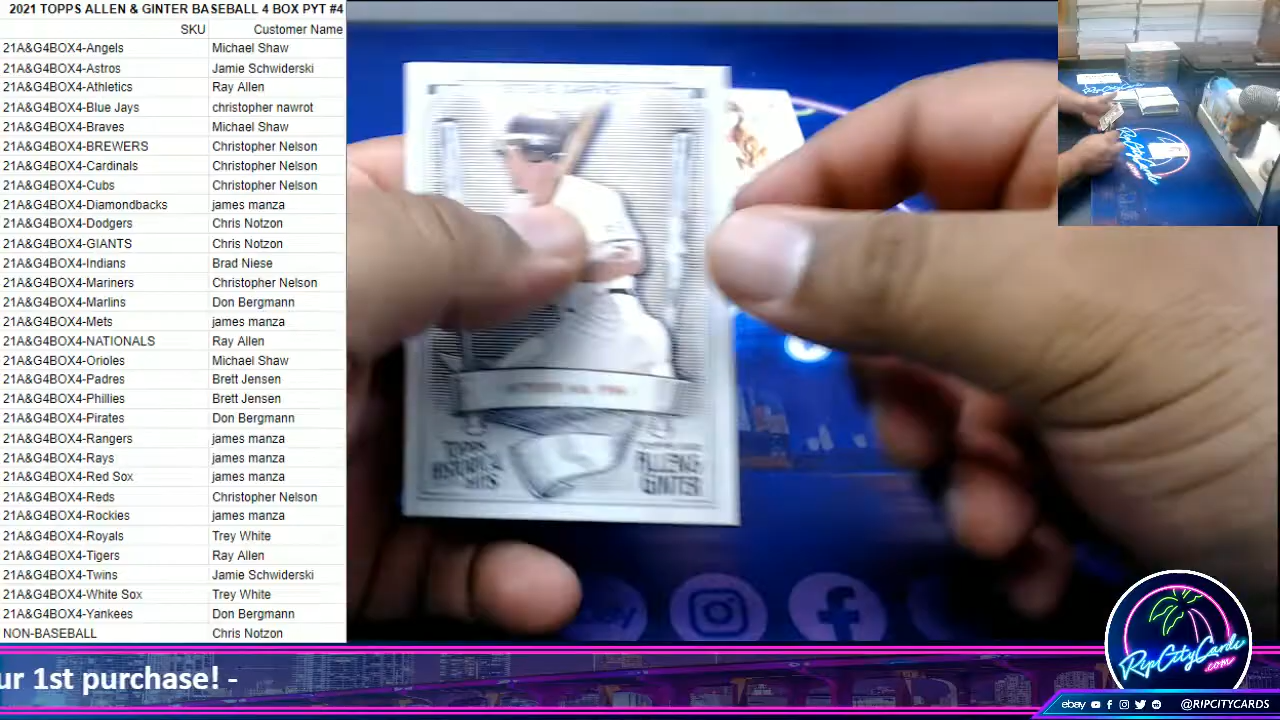 2021 TOPPS ALLEN & GINTER BASEBALL 4 BOX PYT #4
SKU Customer Name
21A&G4BOX4-Angels Michael Shaw
21A&G4BOX4-Astros Jamie Schwiderski
21A&G4BOX4-Athletics Ray Allen
21A&G4BOX4-Blue Jays christopher nawrot
21A&G4BOX4-Braves Michael Shaw
21A&G4BOX4-BREWERS Christopher Nelson
21A&G4BOX4-Cardinals Christopher Nelson
21A&G4BOX4-Cubs Christopher Nelson
21A&G4BOX4-Diamondbac james manza
21A&G4BOX4-Dodgers Chris Notzon
21A&G4BOX4-GIANTS Chris Notzon
21A&G4BOX4-Indians Brad Niese
21A&G4BOX4-Mariners Christopher Nelson
21A&G4BOX4-Marlins Don Bergmann
21A&G4BOX4-Mets james manza
21A&G4BOX4-NATIONALS Ray Allen
21A&G4BOX4-Orioles Michael Shaw
21A&G4BOX4-Padres Brett Jensen
21A&G4BOX4-Phillies Brett Jensen
21A&G4BOX4-Pirates Don Bergmann
21A&G4BOX4-Rangers james manza
21A&G4BOX4-Rays james manza
21A&G4BOX4-Red Sox james manza
21A&G4BOX4-Reds Christopher Nelson
21A&G4BOX4-Rockies james manza
21A&G4BOX4-Royals Trey White
21A&G4BOX4-Tigers Ray Allen
21A&G4BOX4-Twins Jamie Schwiderski
21A&G4BOX4-White Sox Trey White
21A&G4BOX4-Yankees Don Bergmann
NON-BASEBALL Chris Notzon
TOPPS
ALLEN &
GINTER
ur 1st purchase! -
RipCityCards
.com
ebay @RIPCITYCARDS